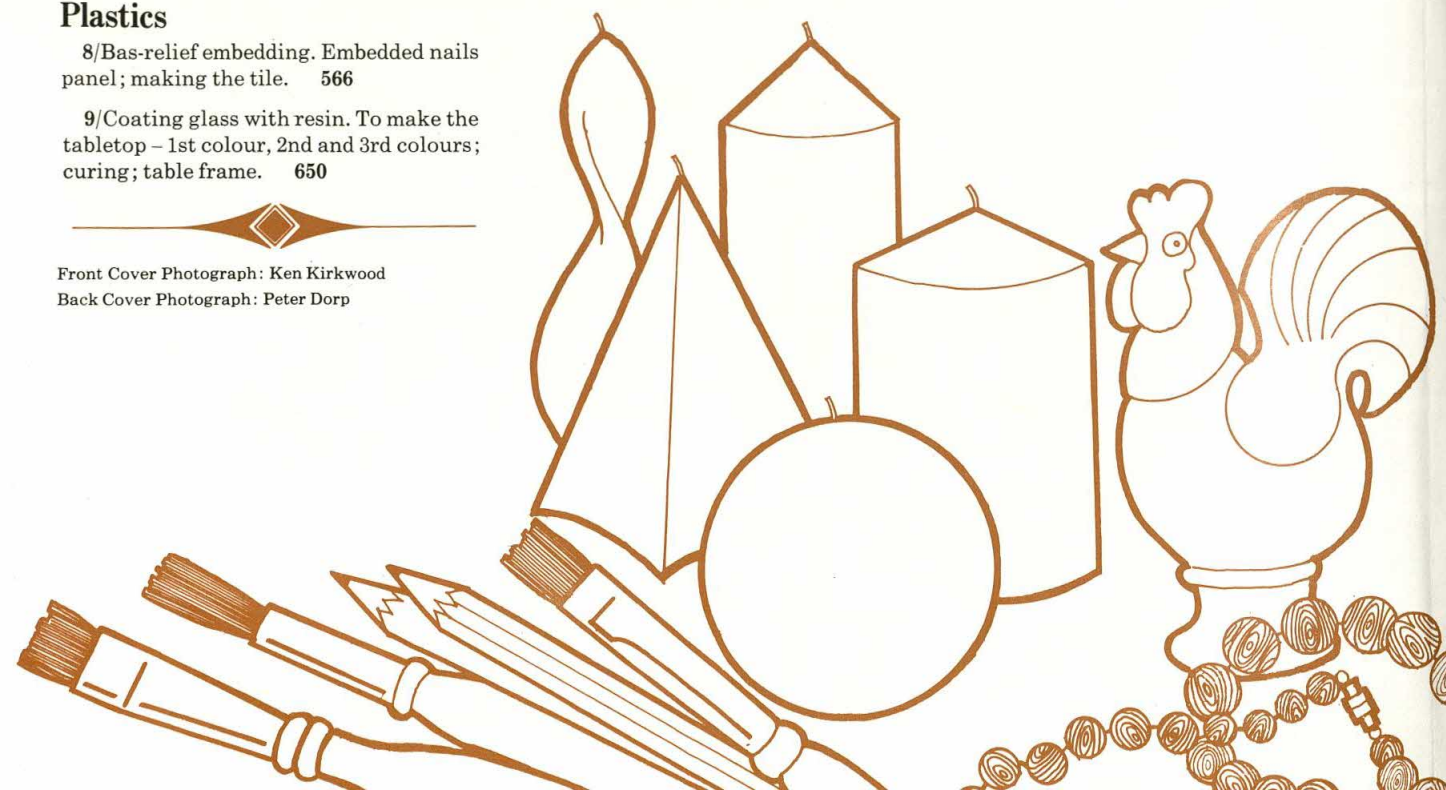 Plastics
8/Bas-relief embedding. Embedded nails
panel; making the tile. 566
9/Coating glass with resin. To make the
tabletop – 1st colour, 2nd and 3rd colours;
curing; table frame. 650
Front Cover Photograph: Ken Kirkwood
Back Cover Photograph: Peter Dorp